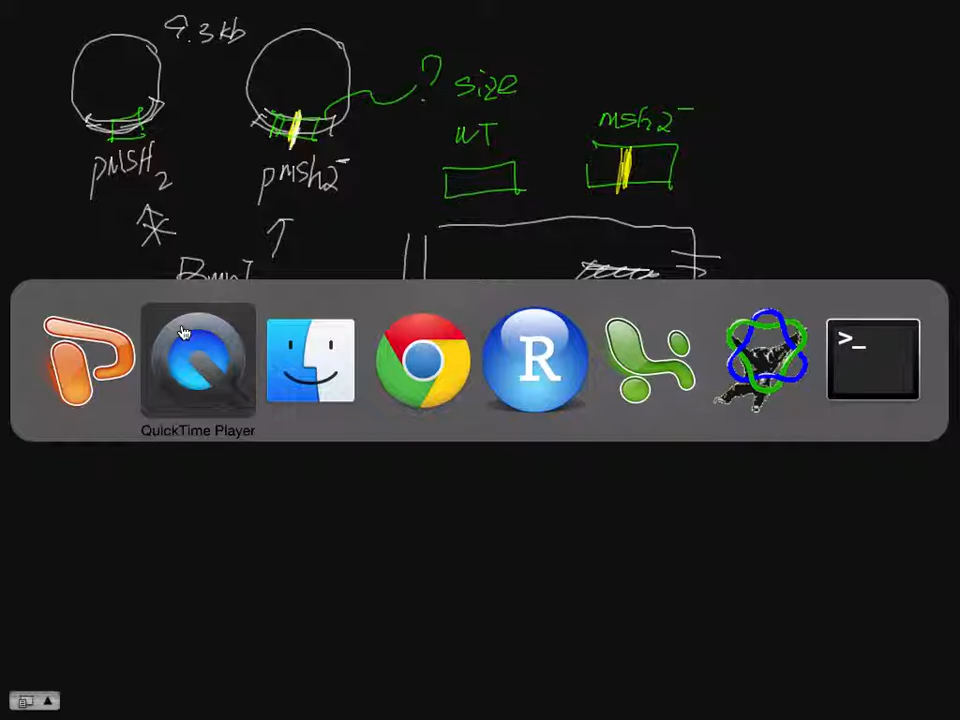 9.3kb
? size
WT
msh2⁻
pMSH2
pmsh2⁻
R
>_
QuickTime Player